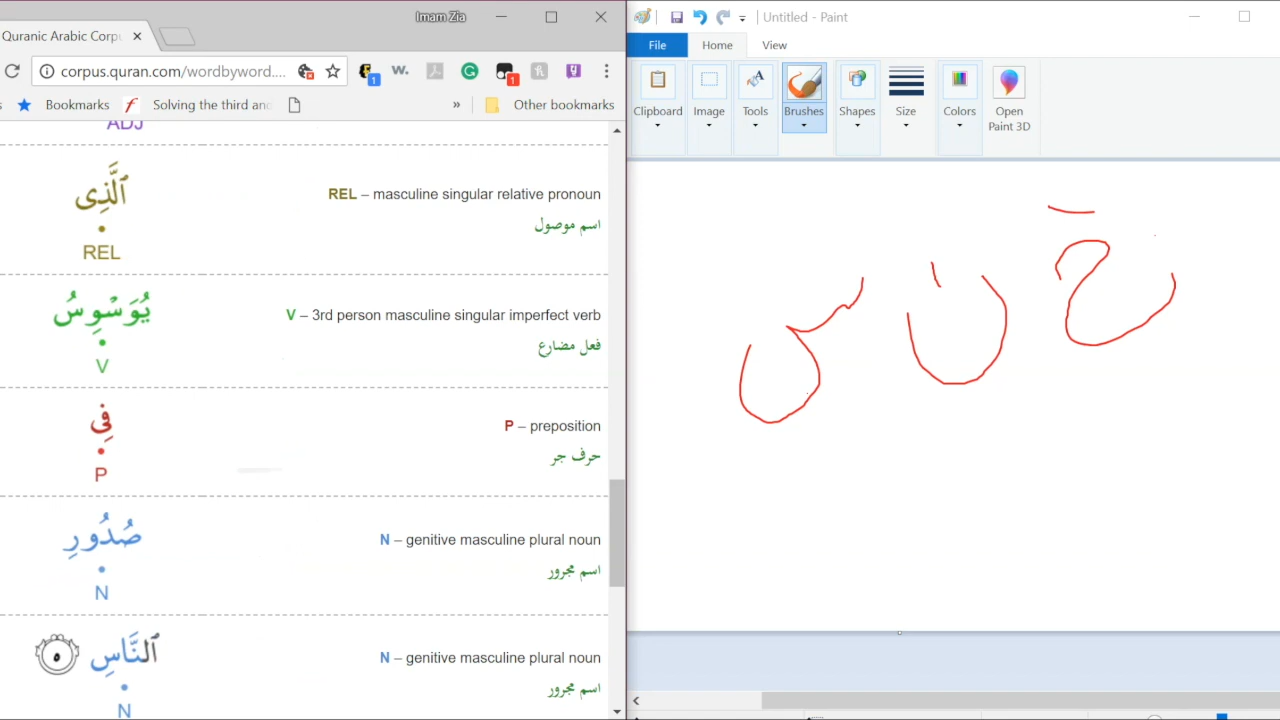 Imam Zia
Untitled - Paint
Quranic Arabic Corpu
File
Home
View
corpus.quran.com/wordbyword....
Bookmarks
Solving the third and
Other bookmarks
Clipboard
Image
Tools
Brushes
Shapes
Size
Colors
Open Paint 3D
ADJ
ٱلَّذِى
REL
REL – masculine singular relative pronoun
اسم موصول
يُوَسْوِسُ
V
V – 3rd person masculine singular imperfect verb
فعل مضارع
فِى
P
P – preposition
حرف جر
صُدُورِ
N
N – genitive masculine plural noun
اسم مجرور
ٱلنَّاسِ ٥
N
N – genitive masculine plural noun
اسم مجرور